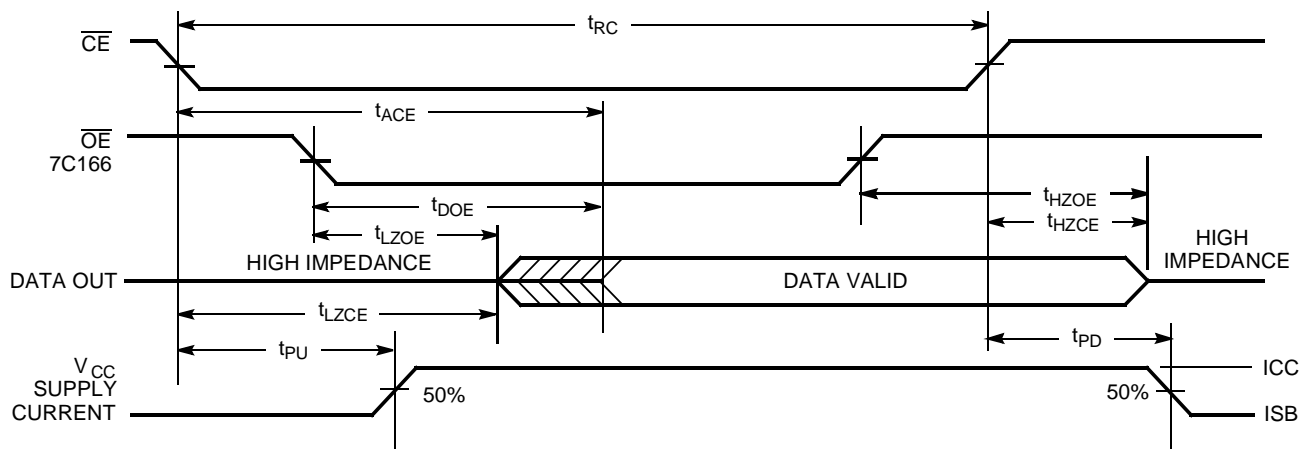 tRC
CE
tACE
OE
7C166
tHZOE
tDOE
tHZCE
tLZOE
HIGH
IMPEDANCE
HIGH IMPEDANCE
DATA OUT
DATA VALID
tLZCE
tPU
tPD
VCC
SUPPLY
CURRENT
50%
50%
ICC
ISB